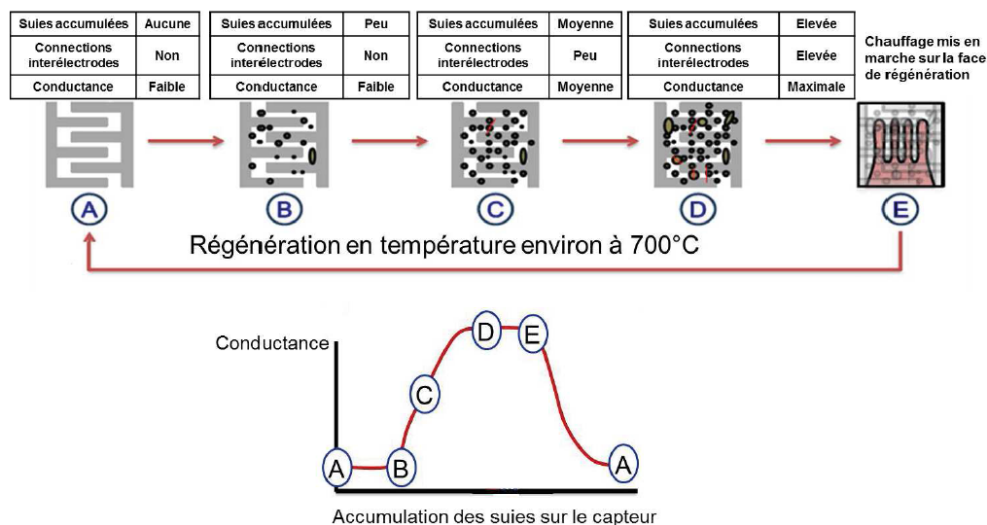 Suies accumulées Aucune
Connections interélectrodes Non
Conductance Faible
Suies accumulées Peu
Connections interélectrodes Non
Conductance Faible
Suies accumulées Moyenne
Connections interélectrodes Peu
Conductance Moyenne
Suies accumulées Elevée
Connections interélectrodes Elevée
Conductance Maximale
Chauffage mis en
marche sur la face
de régénération
A
B
C
D
E
Régénération en température environ à 700°C
Conductance
A
B
C
D
E
A
Accumulation des suies sur le capteur